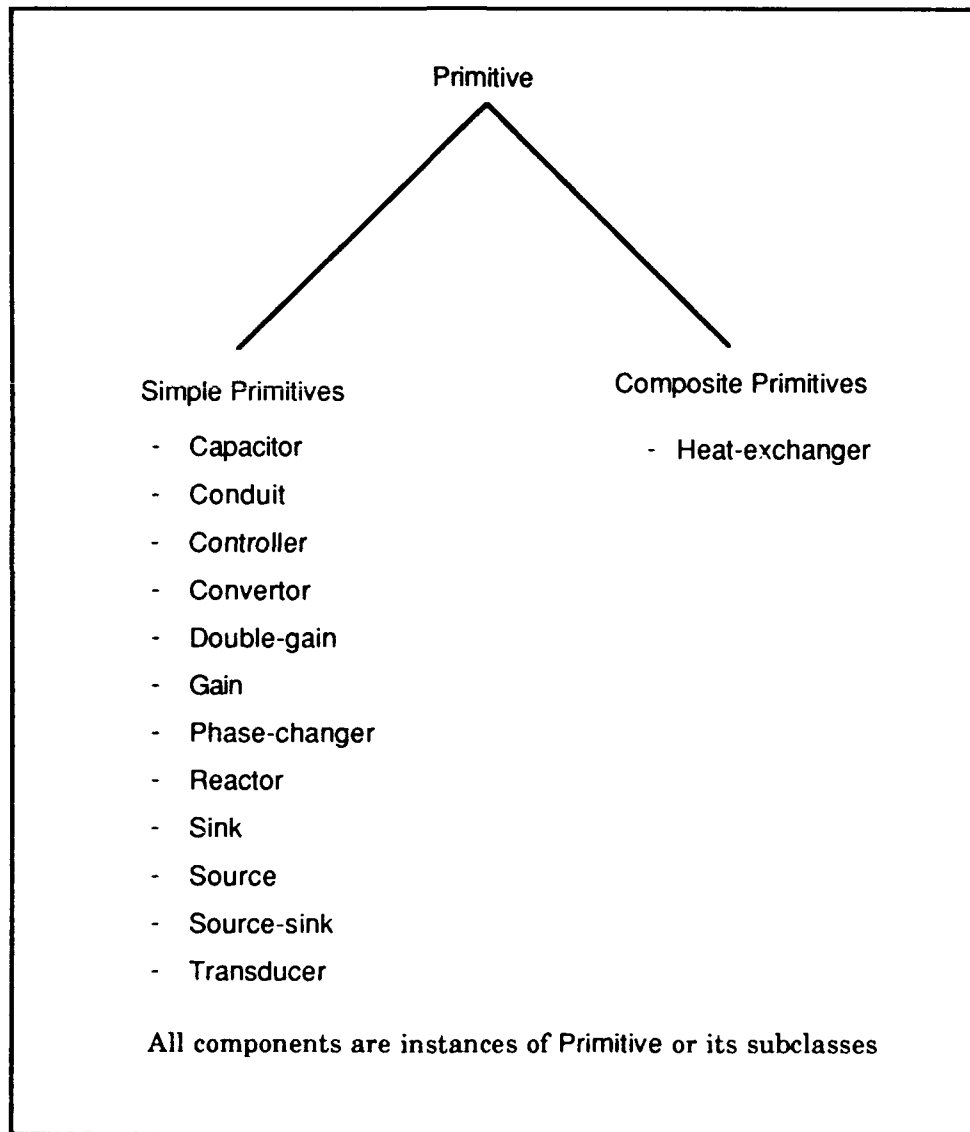 Primitive
Simple Primitives
- Capacitor
- Conduit
- Controller
- Convertor
- Double-gain
- Gain
- Phase-changer
- Reactor
- Sink
- Source
- Source-sink
- Transducer
Composite Primitives
- Heat-exchanger
All components are instances of Primitive or its subclasses